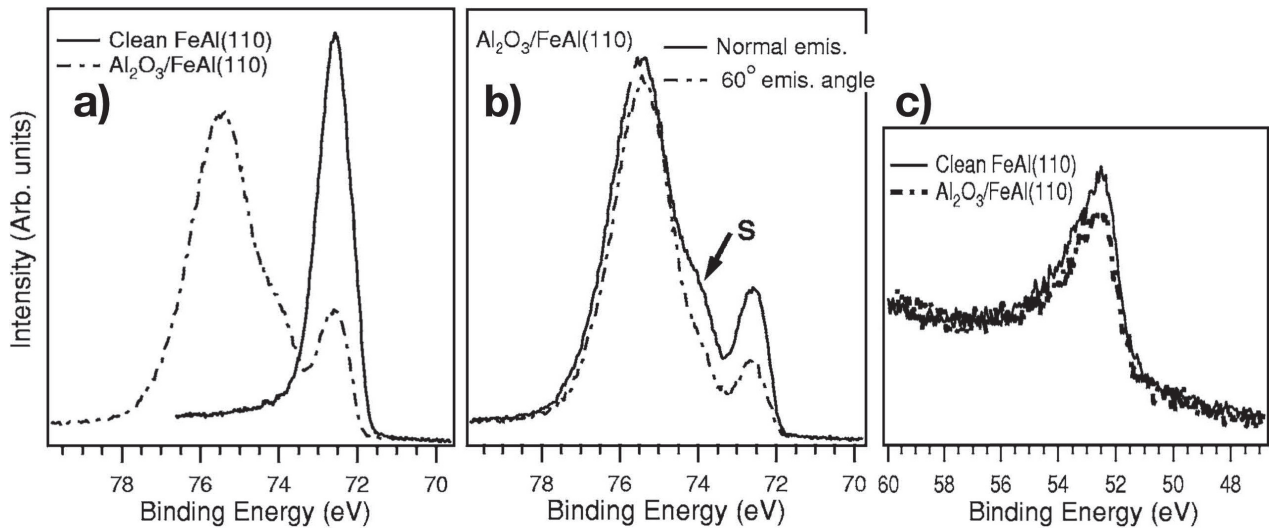 Clean FeAl(110)
Al₂O₃/FeAl(110)
a)
Intensity (Arb. units)
78 76 74 72 70
Binding Energy (eV)
Al₂O₃/FeAl(110)
Normal emis.
60° emis. angle
b)
S
78 76 74 72 70
Binding Energy (eV)
c)
Clean FeAl(110)
Al₂O₃/FeAl(110)
60 58 56 54 52 50 48
Binding Energy (eV)